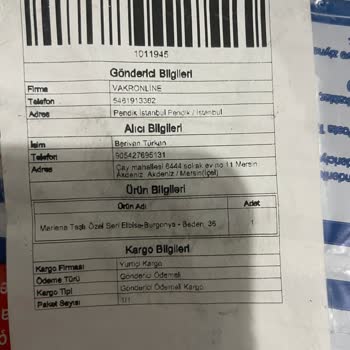 1011945
Gönderici Bilgileri
Firma VAKRONLINE
Telefon 5461913382
Adres Pendik İstanbul Pendik / İstanbul
Alıcı Bilgileri
İsim Berivan Türkan
Telefon 905427695131
Adres Çay mahallesi 6444 sokak ev no 11 Mersin
Akdeniz Akdeniz / Mersin(İçel)
Ürün Bilgileri
Ürün Adı Adet
Marlena Taşlı Özel Seri Elbise-Burgonya - Beden: 36 1
Kargo Bilgileri
Kargo Firması Yurtiçi Kargo
Ödeme Türü Gönderici Ödemeli
Kargo Tipi Gönderici Ödemeli Kargo
Paket Sayısı 1/1